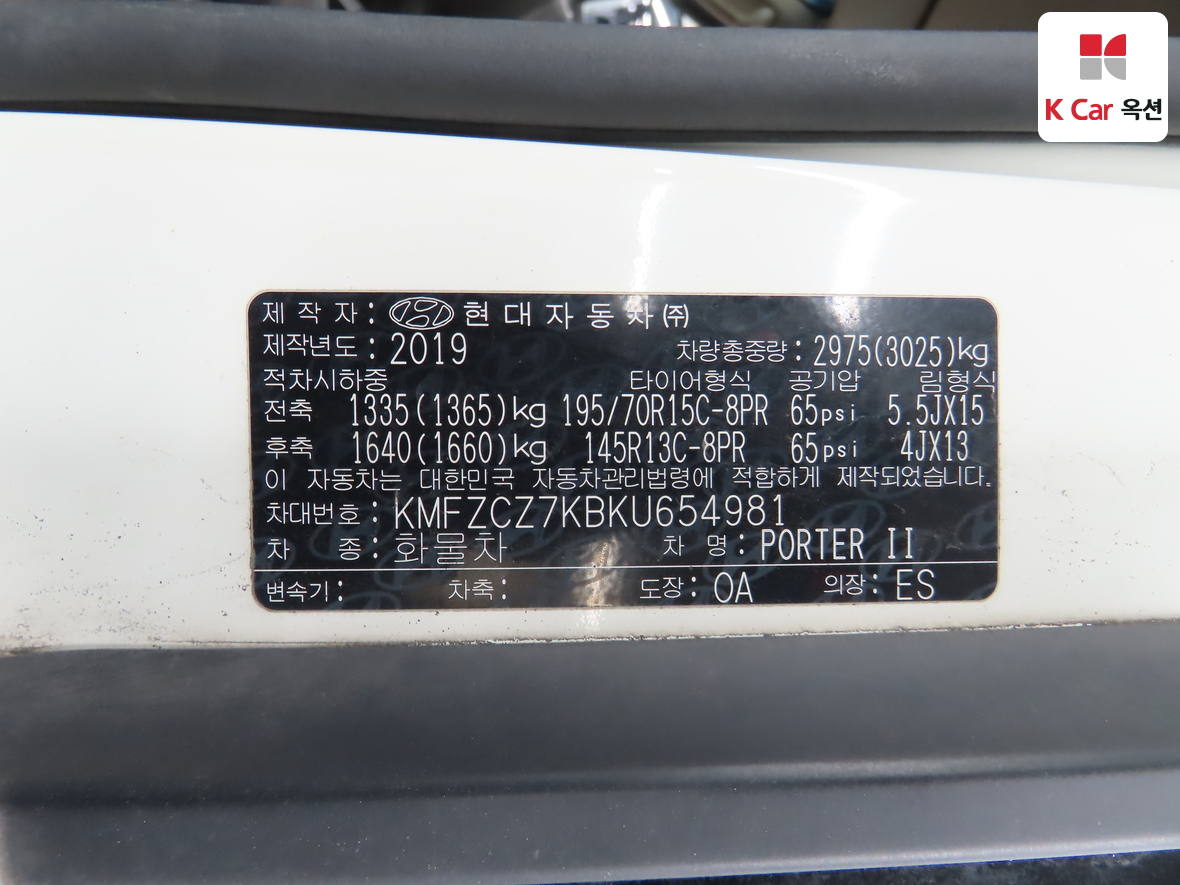 K Car 옥션
제 작 자 : 현 대 자 동 차 ㈜
제작년도 : 2019 차량총중량 : 2975(3025)kg
적차시하중 타이어형식 공기압 림형식
전축 1335(1365)kg 195/70R15C-8PR 65psi 5.5JX15
후축 1640(1660)kg 145R13C-8PR 65psi 4JX13
이 자동차는 대한민국 자동차관리법령에 적합하게 제작되었습니다.
차대번호 : KMFZCZ7KBKU654981
차 종 : 화물차 차 명 : PORTER II
변속기 : 차축 : 도장 : OA 의장 : ES